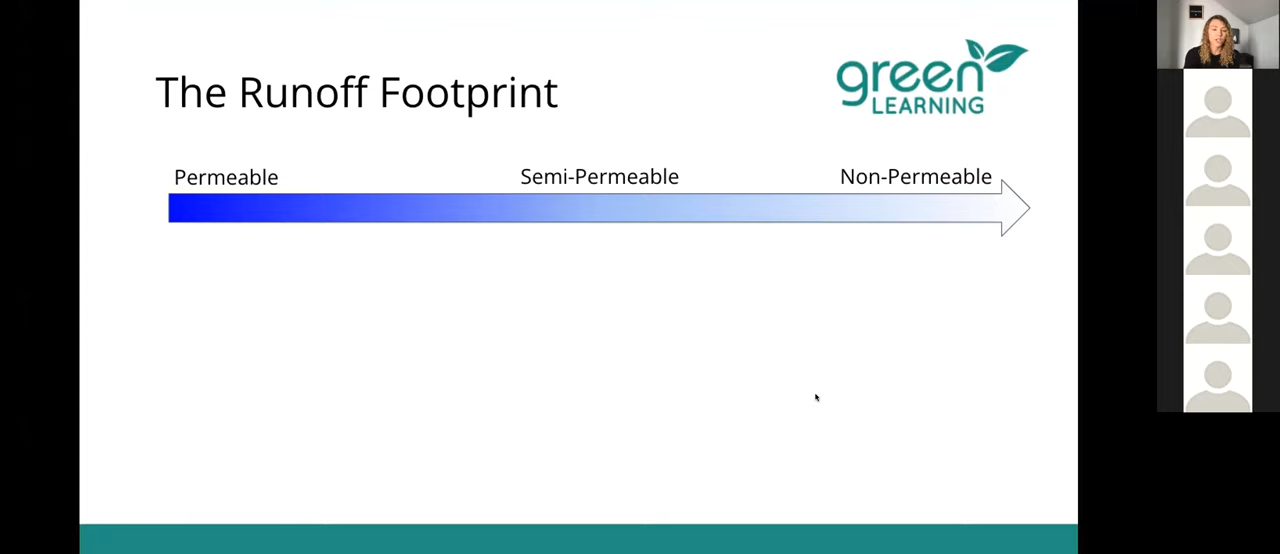 The Runoff Footprint
green
LEARNING
Permeable
Semi-Permeable
Non-Permeable